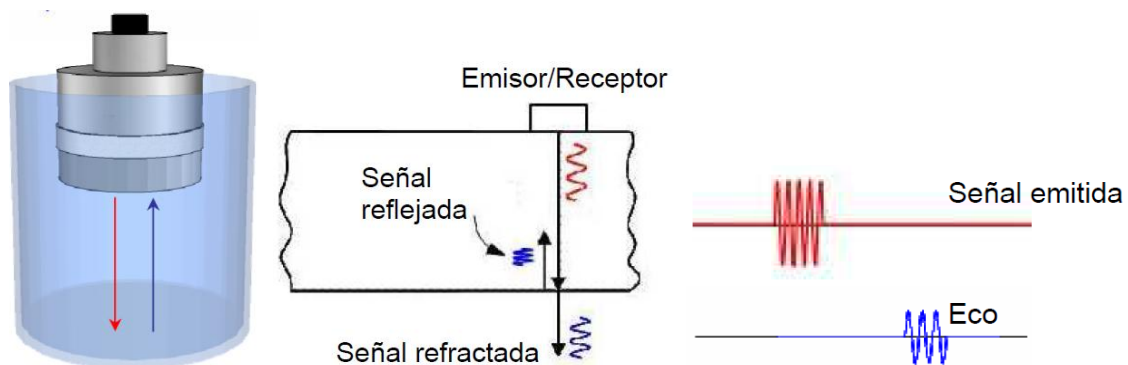 Emisor/Receptor
Señal
reflejada
Señal refractada
Señal emitida
Eco